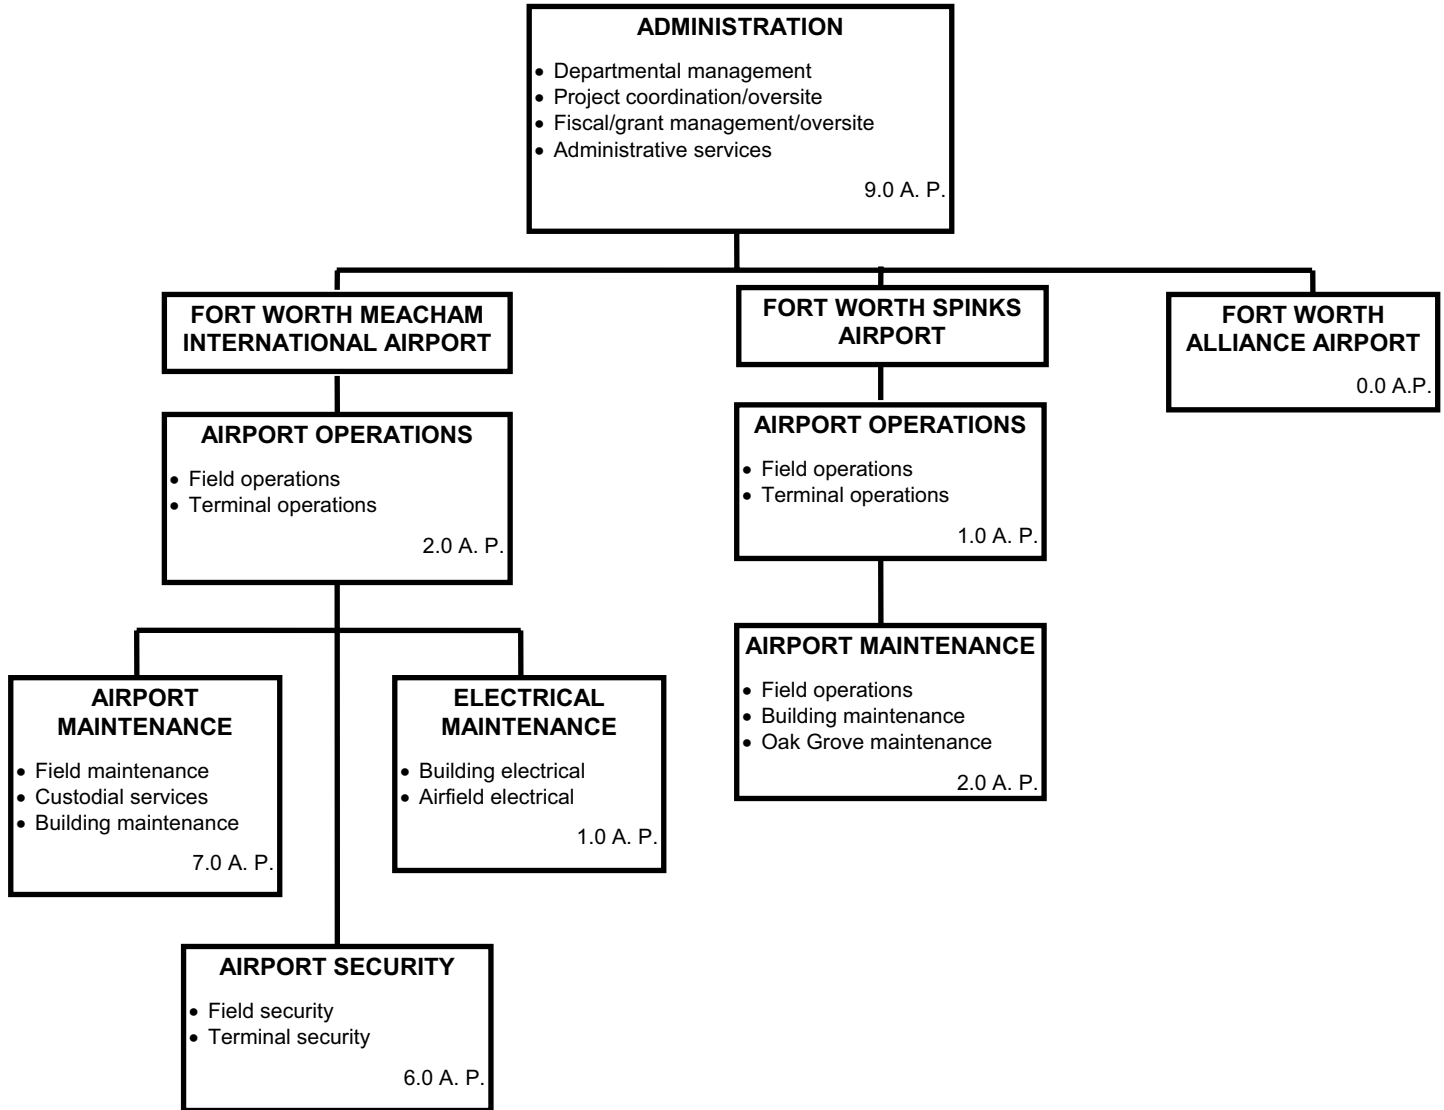 ADMINISTRATION
• Departmental management
• Project coordination/oversite
• Fiscal/grant management/oversite
• Administrative services
9.0 A. P.
FORT WORTH MEACHAM
INTERNATIONAL AIRPORT
FORT WORTH SPINKS
AIRPORT
FORT WORTH
ALLIANCE AIRPORT
0.0 A.P.
AIRPORT OPERATIONS
• Field operations
• Terminal operations
2.0 A. P.
AIRPORT OPERATIONS
• Field operations
• Terminal operations
1.0 A. P.
AIRPORT
MAINTENANCE
• Field maintenance
• Custodial services
• Building maintenance
7.0 A. P.
ELECTRICAL
MAINTENANCE
• Building electrical
• Airfield electrical
1.0 A. P.
AIRPORT MAINTENANCE
• Field operations
• Building maintenance
• Oak Grove maintenance
2.0 A. P.
AIRPORT SECURITY
• Field security
• Terminal security
6.0 A. P.